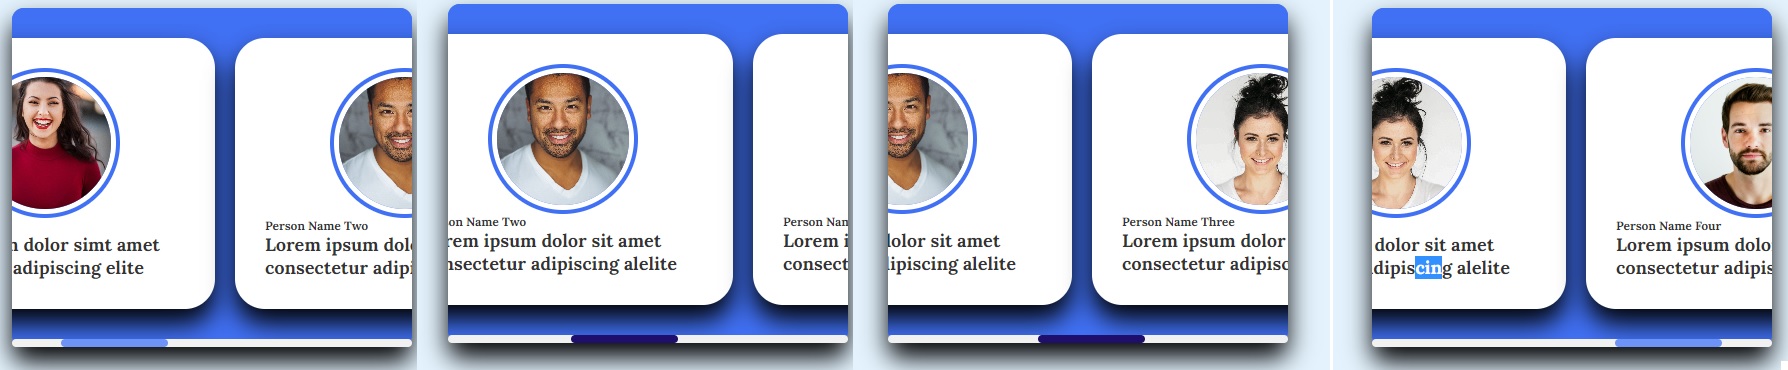 n dolor simt amet
adipiscing elite
Person Name Two
Lorem ipsum dol
consectetur adipi
on Name Two
rem ipsum dolor sit amet
nsectetur adipiscing alelite
Person Nam
Lorem i
consect
dolor sit amet
ipiscing alelite
Person Name Three
Lorem ipsum dolor
consectetur adipisc
dolor sit amet
dipiscing alelite
Person Name Four
Lorem ipsum dolo
consectetur adipis